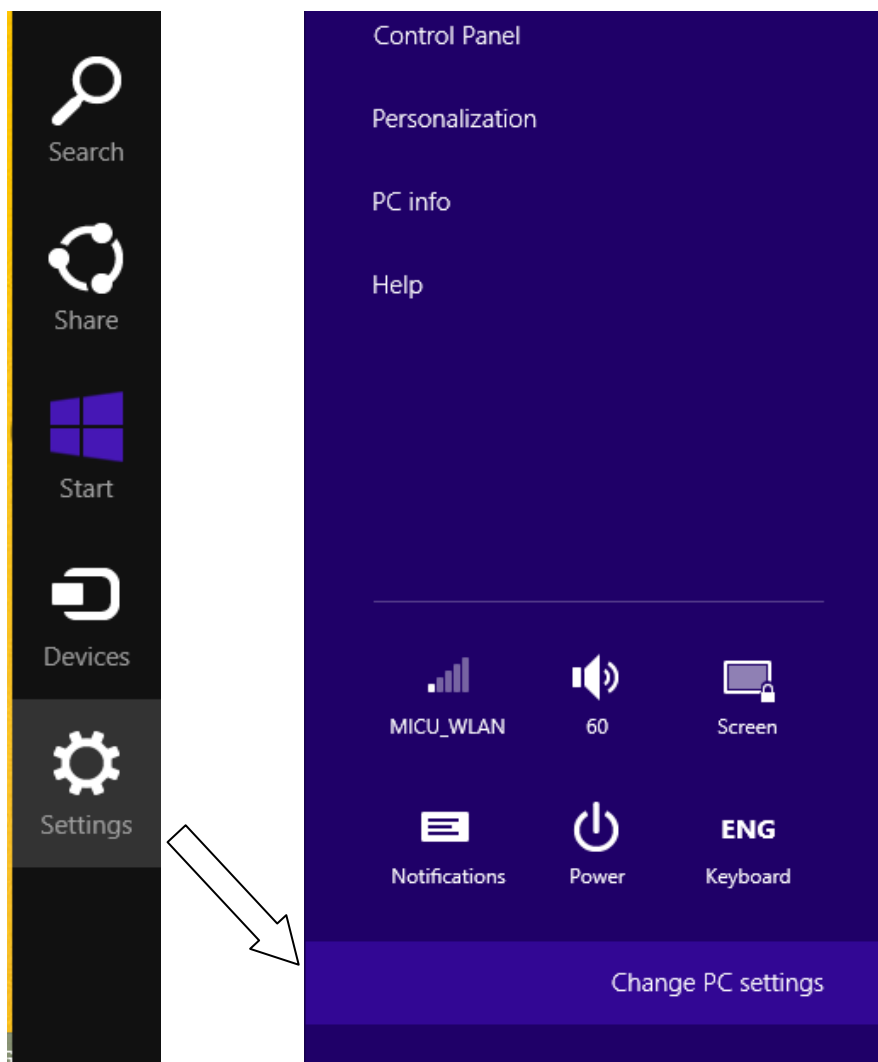 Search
Share
Start
Devices
Settings
Control Panel
Personalization
PC info
Help
MICU_WLAN 60 Screen
ENG
Notifications Power Keyboard
Change PC settings